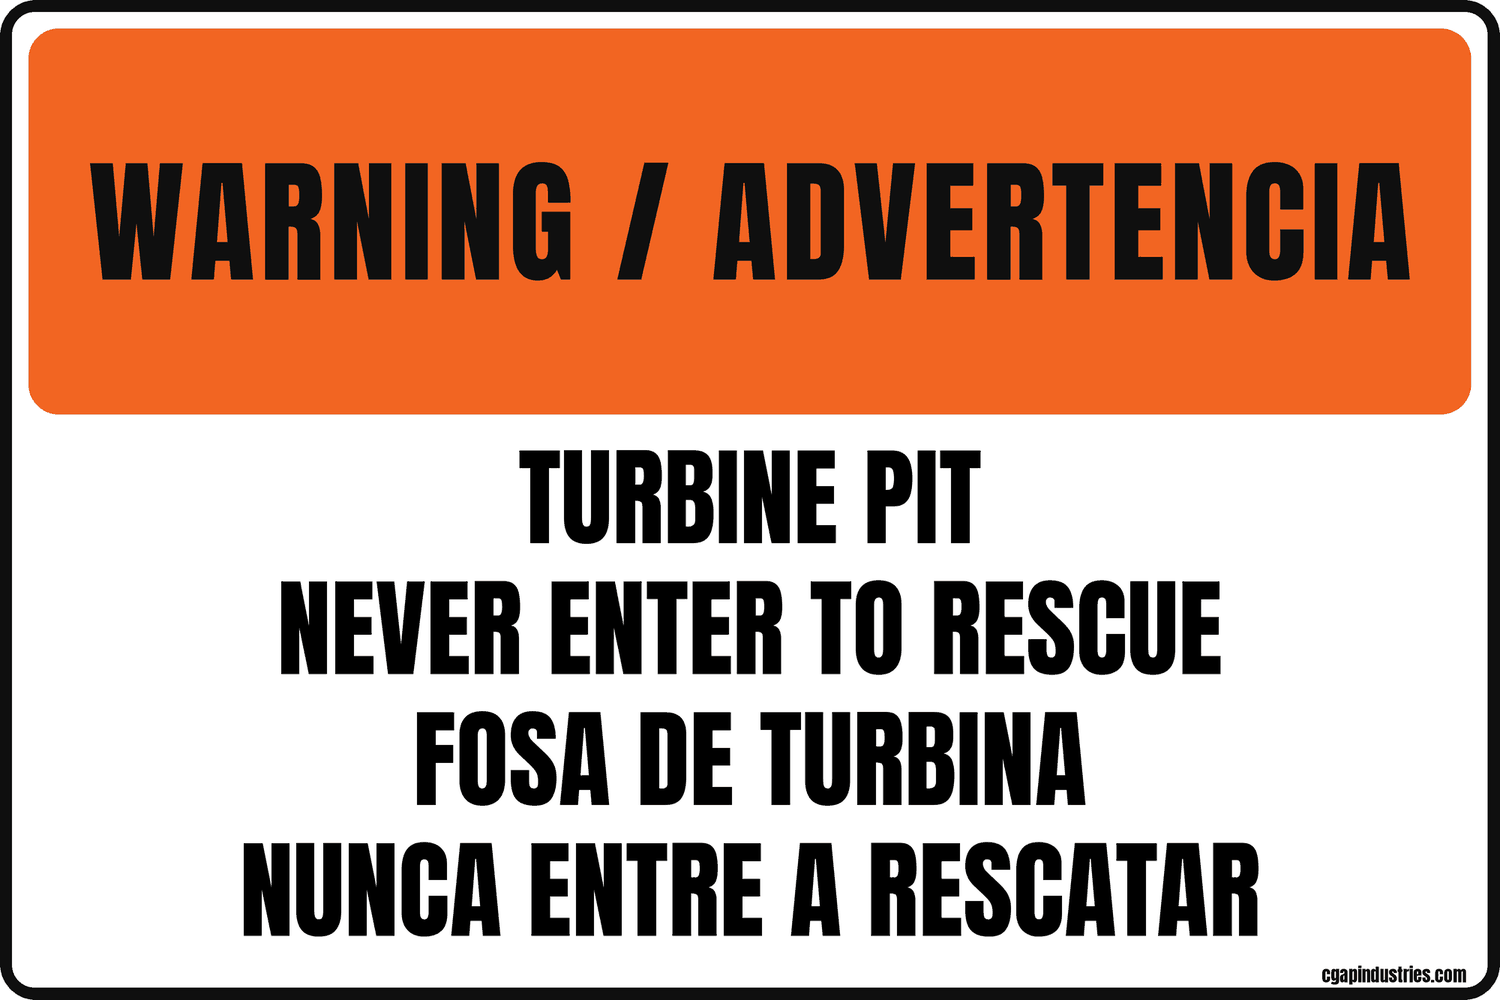 WARNING / ADVERTENCIA
TURBINE PIT
NEVER ENTER TO RESCUE
FOSA DE TURBINA
NUNCA ENTRE A RESCATAR
cgapindustries.com